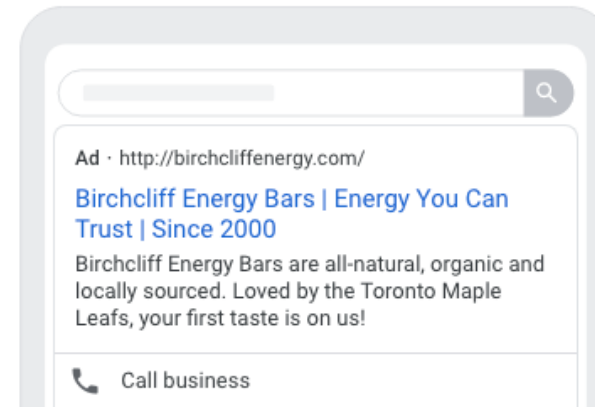 Ad · http://birchcliffenergy.com/
Birchcliff Energy Bars | Energy You Can
Trust | Since 2000
Birchcliff Energy Bars are all-natural, organic and
locally sourced. Loved by the Toronto Maple
Leafs, your first taste is on us!
Call business